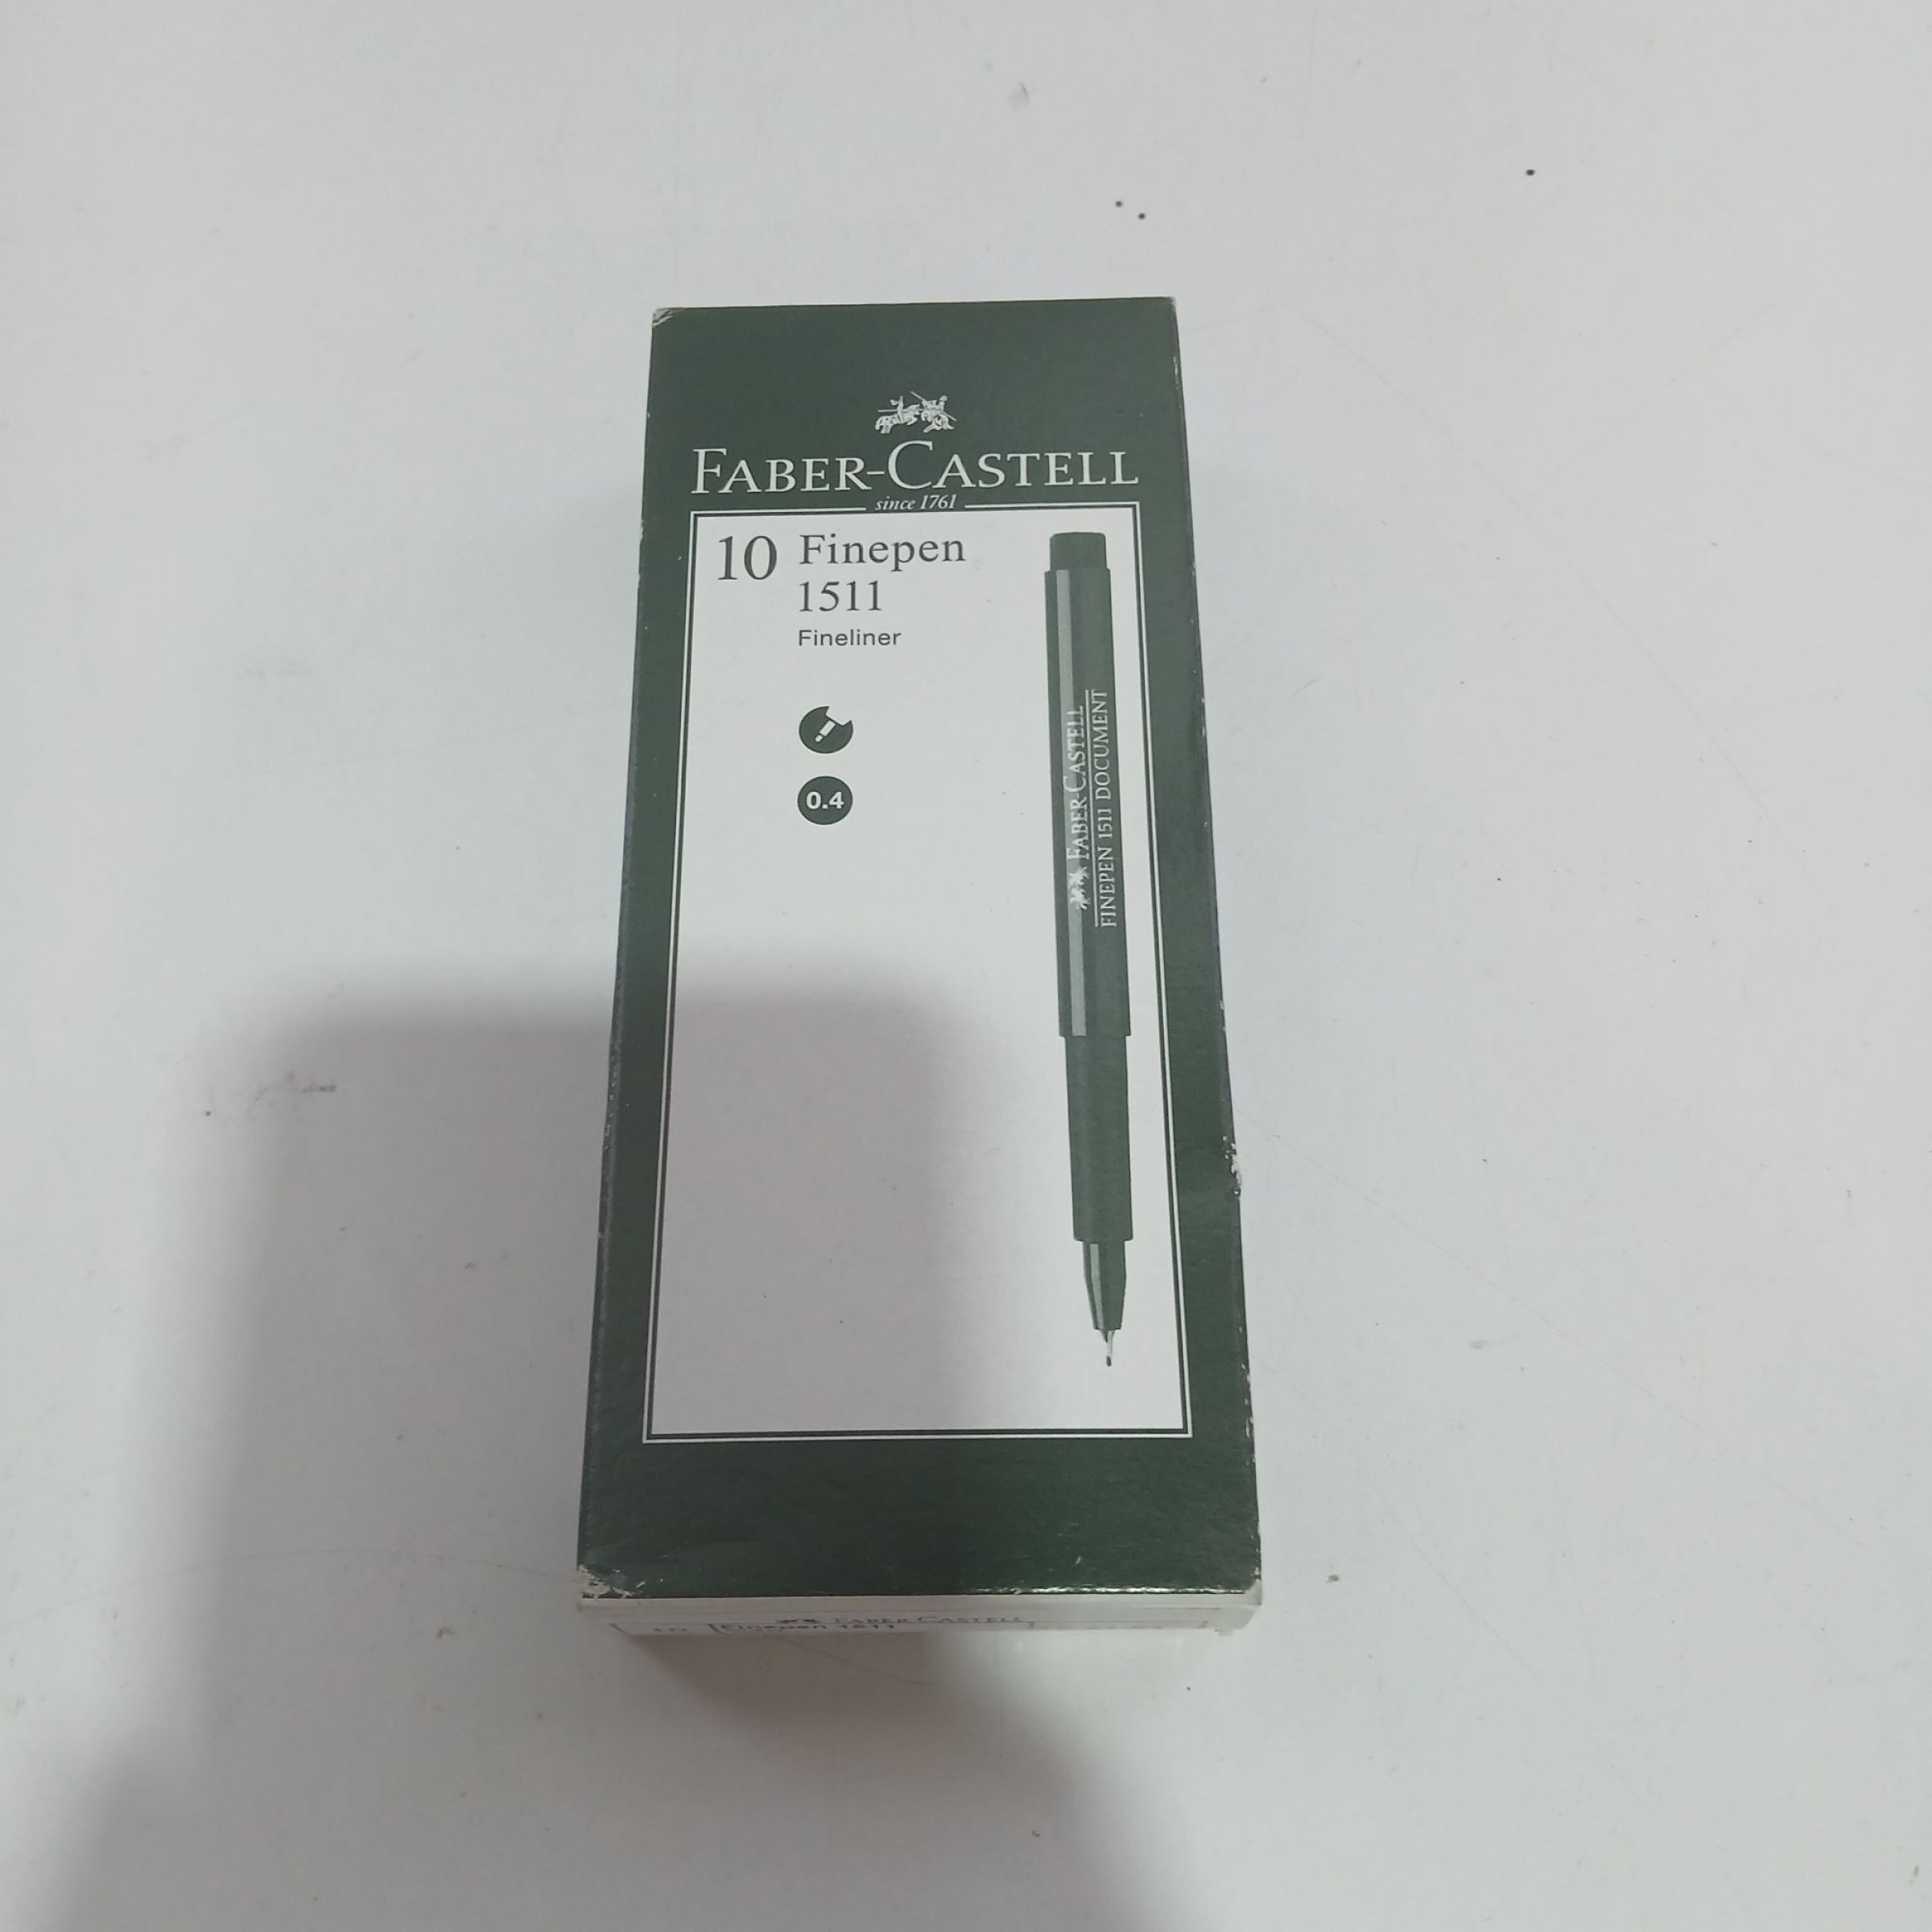 FABER-CASTELL
since 1761
10 Finepen
1511
Fineliner
0.4
FABER-CASTELL
FINEPEN 1511 DOCUMENT
FABER-CASTELL
10 Finepen 1511